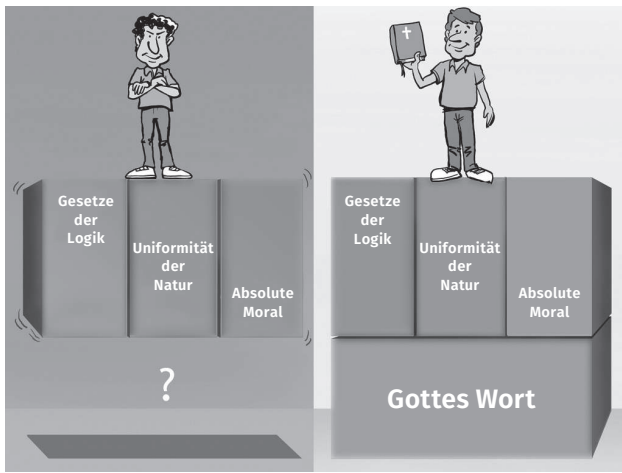 Gesetze
der
Logik
Uniformität
der
Natur
Absolute
Moral
?
Gesetze
der
Logik
Uniformität
der
Natur
Absolute
Moral
Gottes Wort